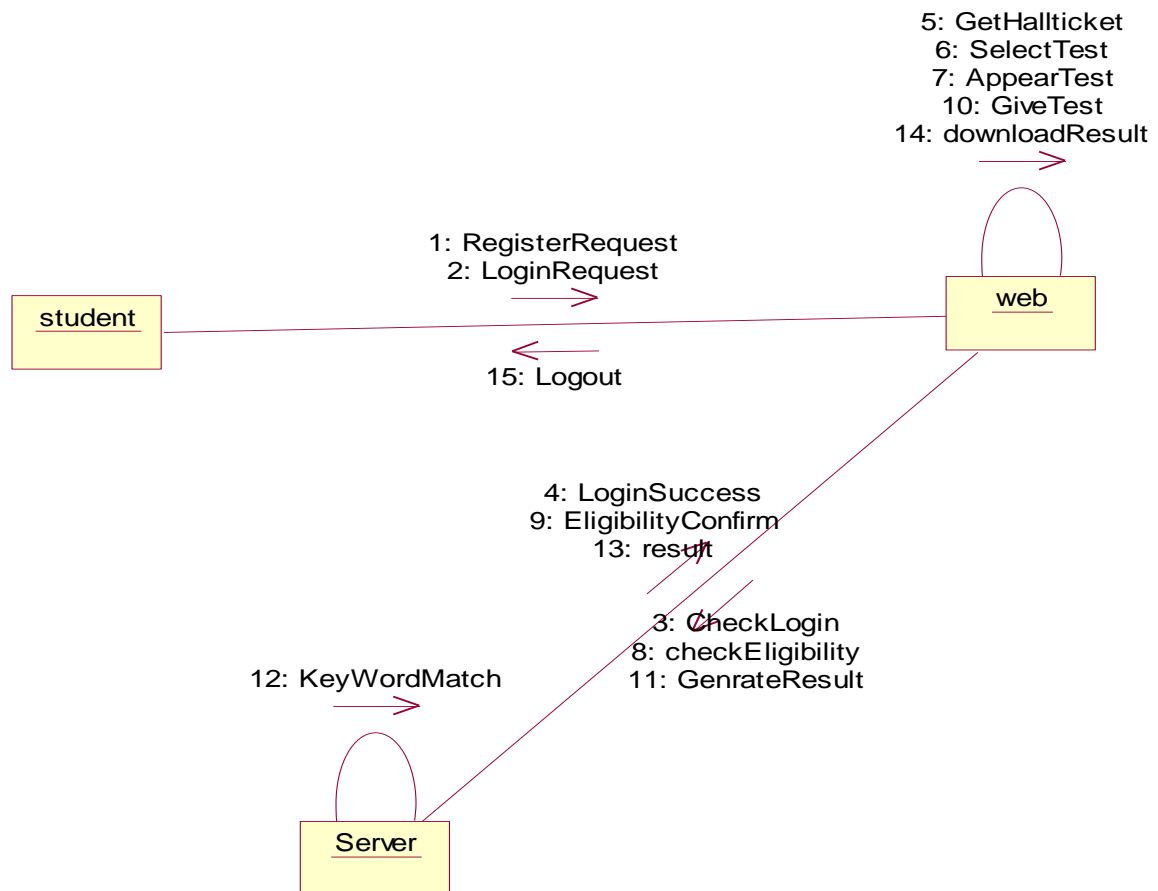 5: GetHallticket
6: SelectTest
7: AppearTest
10: GiveTest
14: downloadResult
1: RegisterRequest
2: LoginRequest
student
web
15: Logout
4: LoginSuccess
9: EligibilityConfirm
13: result
3: CheckLogin
8: checkEligibility
11: GenrateResult
12: KeyWordMatch
Server